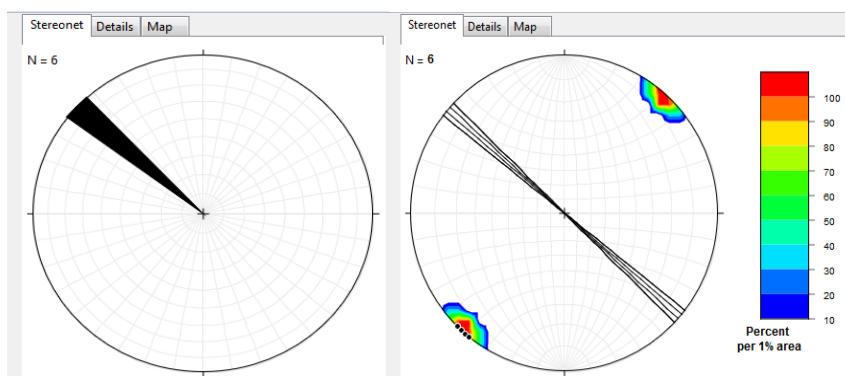 Stereonet Details Map
N = 6
Stereonet Details Map
N = 6
100
90
80
70
60
50
40
30
20
10
Percent
per 1% area